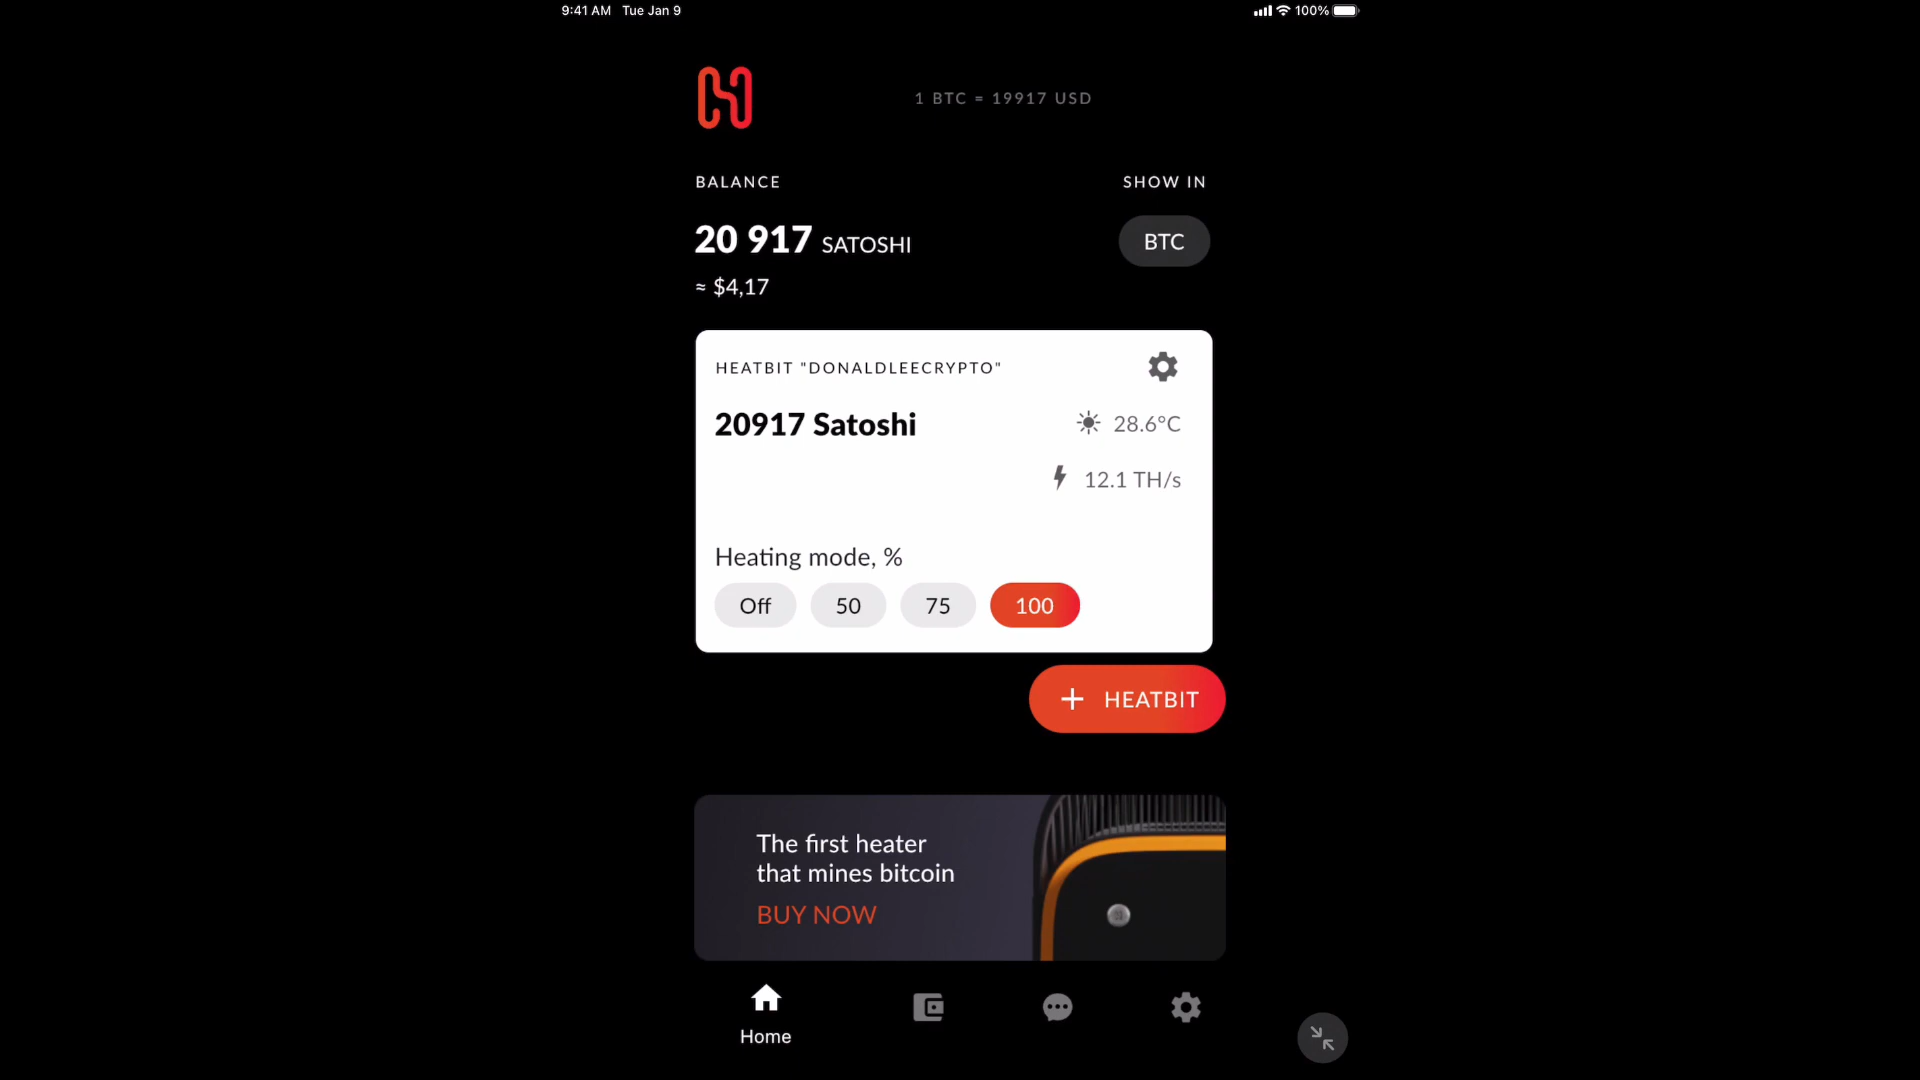 9:41 AM Tue Jan 9
100%
1 BTC = 19917 USD
BALANCE
SHOW IN
20 917 SATOSHI
BTC
≈ $4,17
HEATBIT "DONALDLEECRYPTO"
20917 Satoshi
28.6°C
12.1 TH/s
Heating mode, %
Off 50 75 100
+ HEATBIT
The first heater
that mines bitcoin
BUY NOW
Home